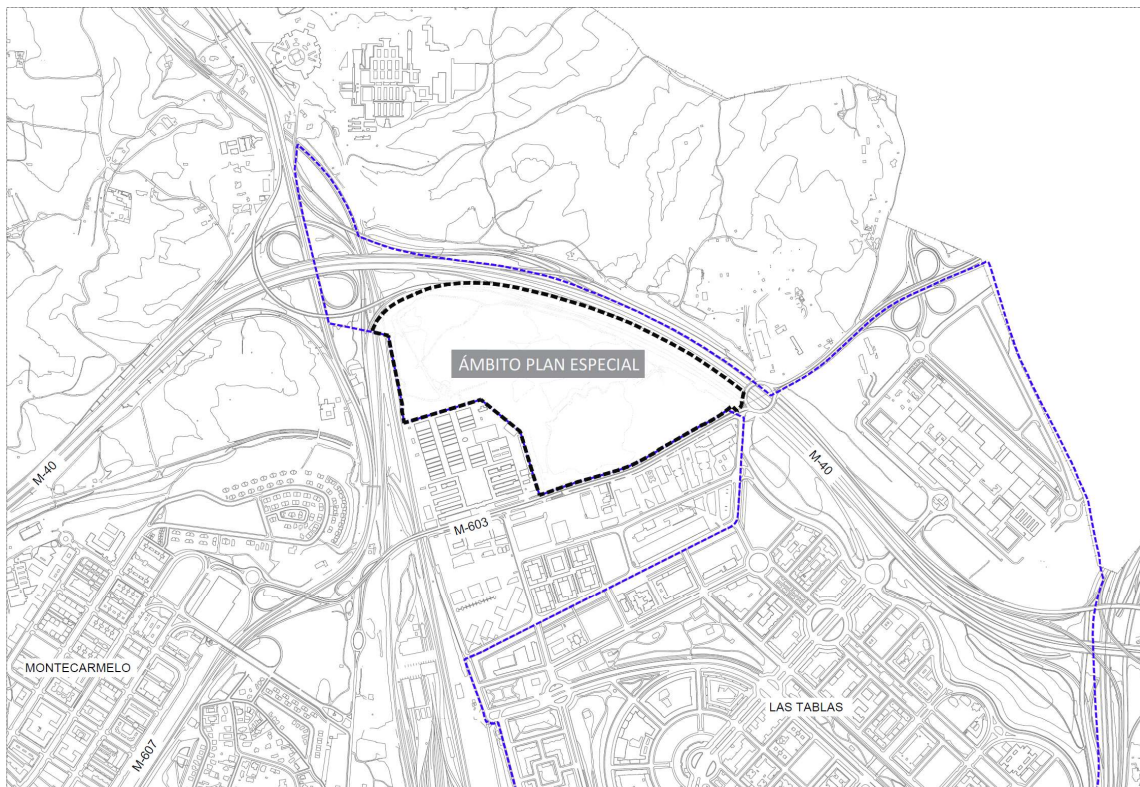 ÁMBITO PLAN ESPECIAL
M-40
M-40
M-603
MONTECARMELO
LAS TABLAS
M-607